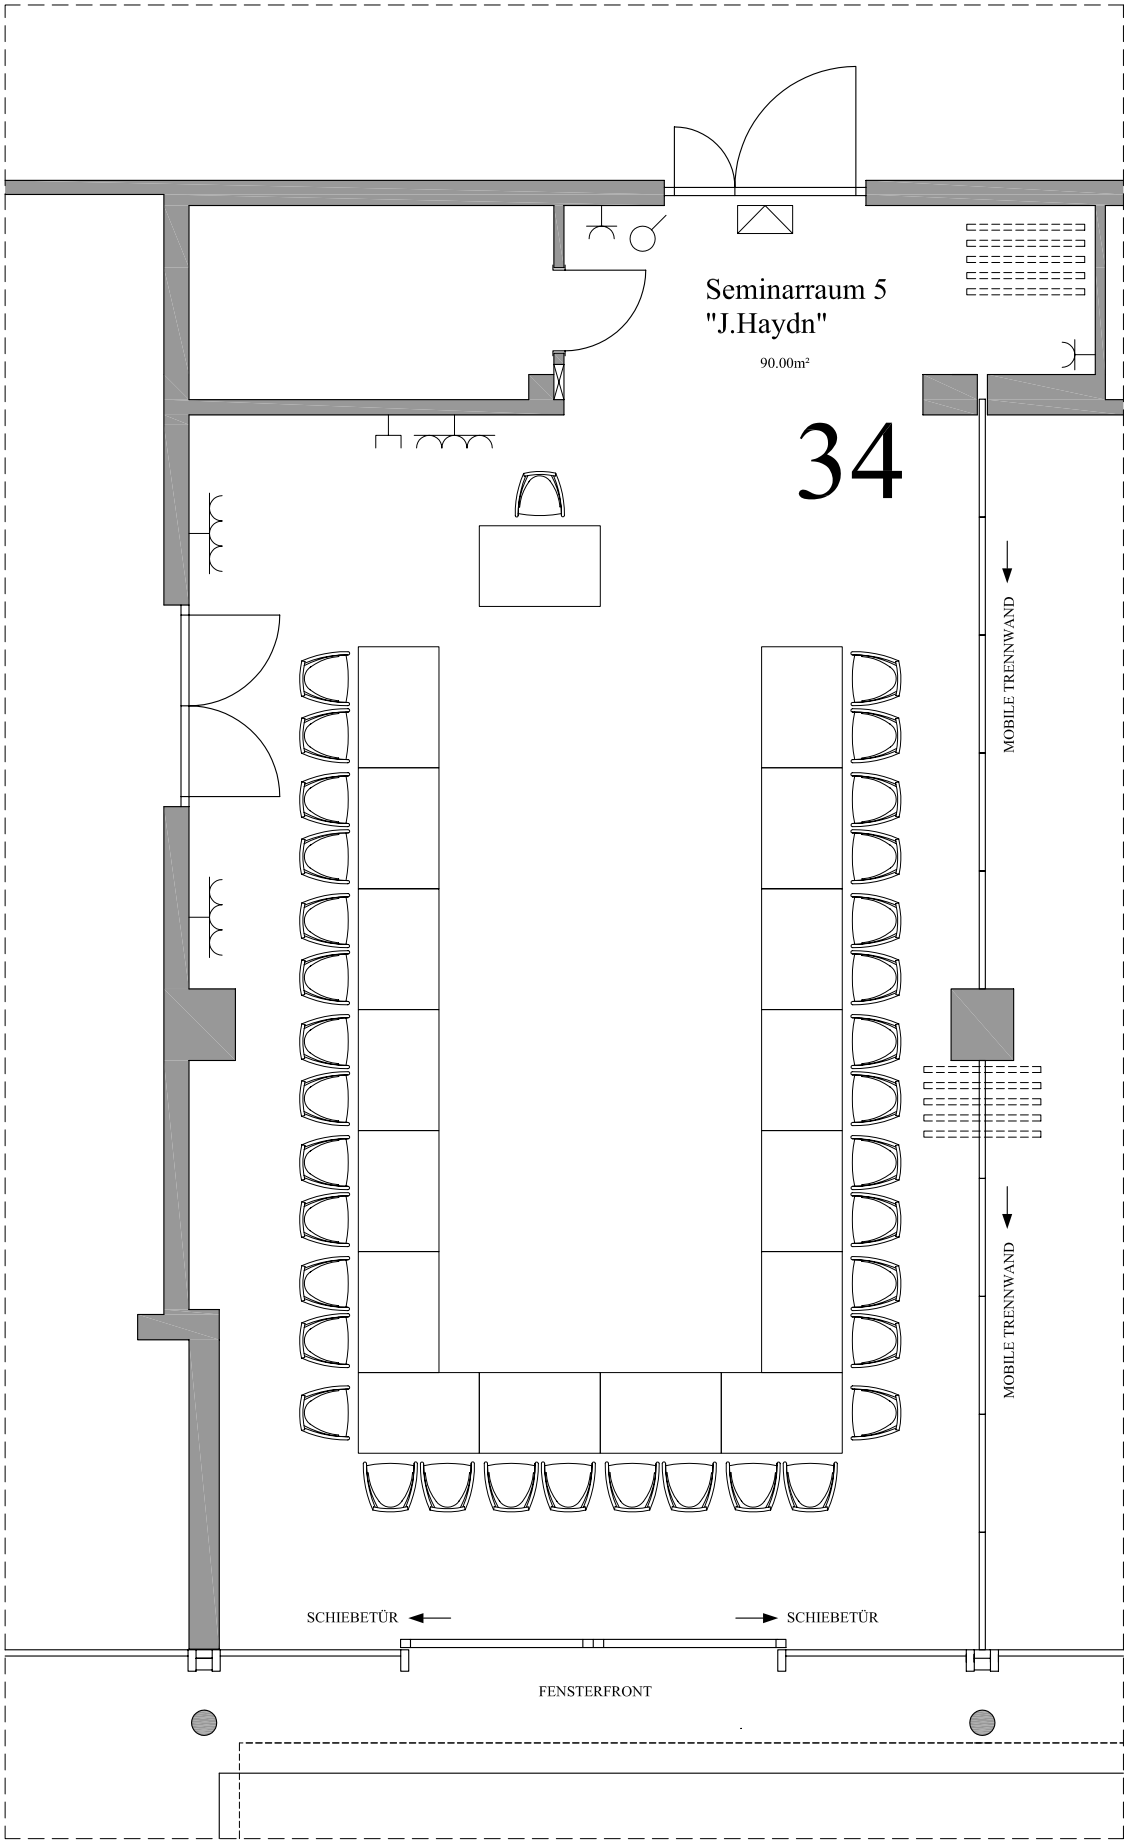 Seminarraum 5
"J.Haydn"
90.00m²
34
MOBILE TRENNWAND
MOBILE TRENNWAND
SCHIEBETÜR
SCHIEBETÜR
FENSTERFRONT